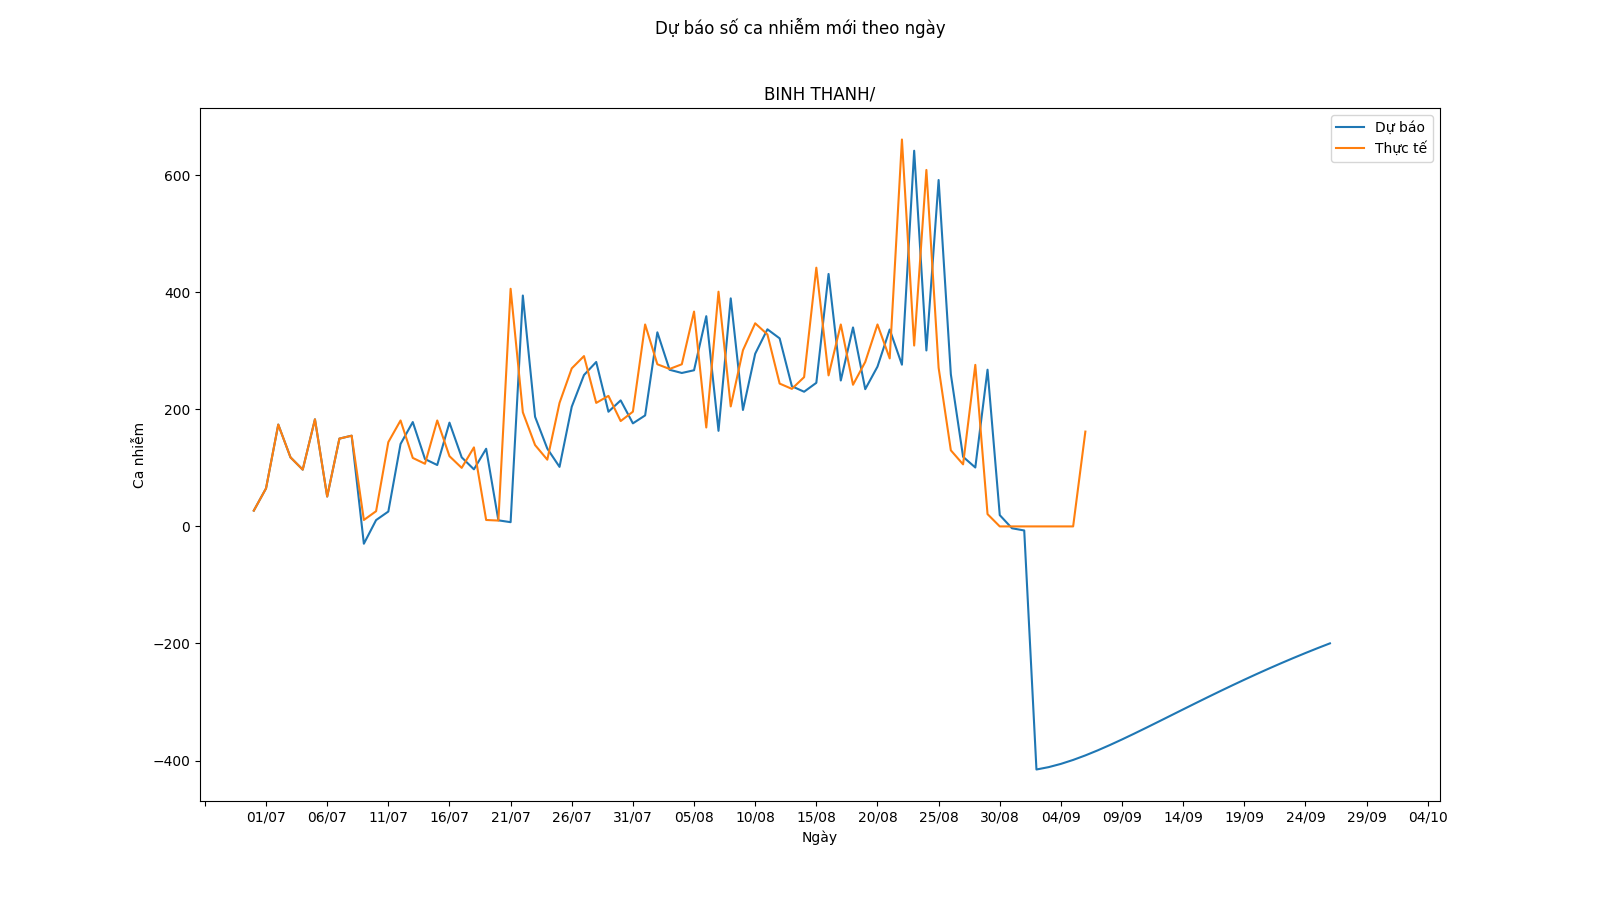 Dự báo số ca nhiễm mới theo ngày
BINH THANH/
Dự báo
Thực tế
Ca nhiễm
600
400
200
0
−200
−400
01/07 06/07 11/07 16/07 21/07 26/07 31/07 05/08 10/08 15/08 20/08 25/08 30/08 04/09 09/09 14/09 19/09 24/09 29/09 04/10
Ngày